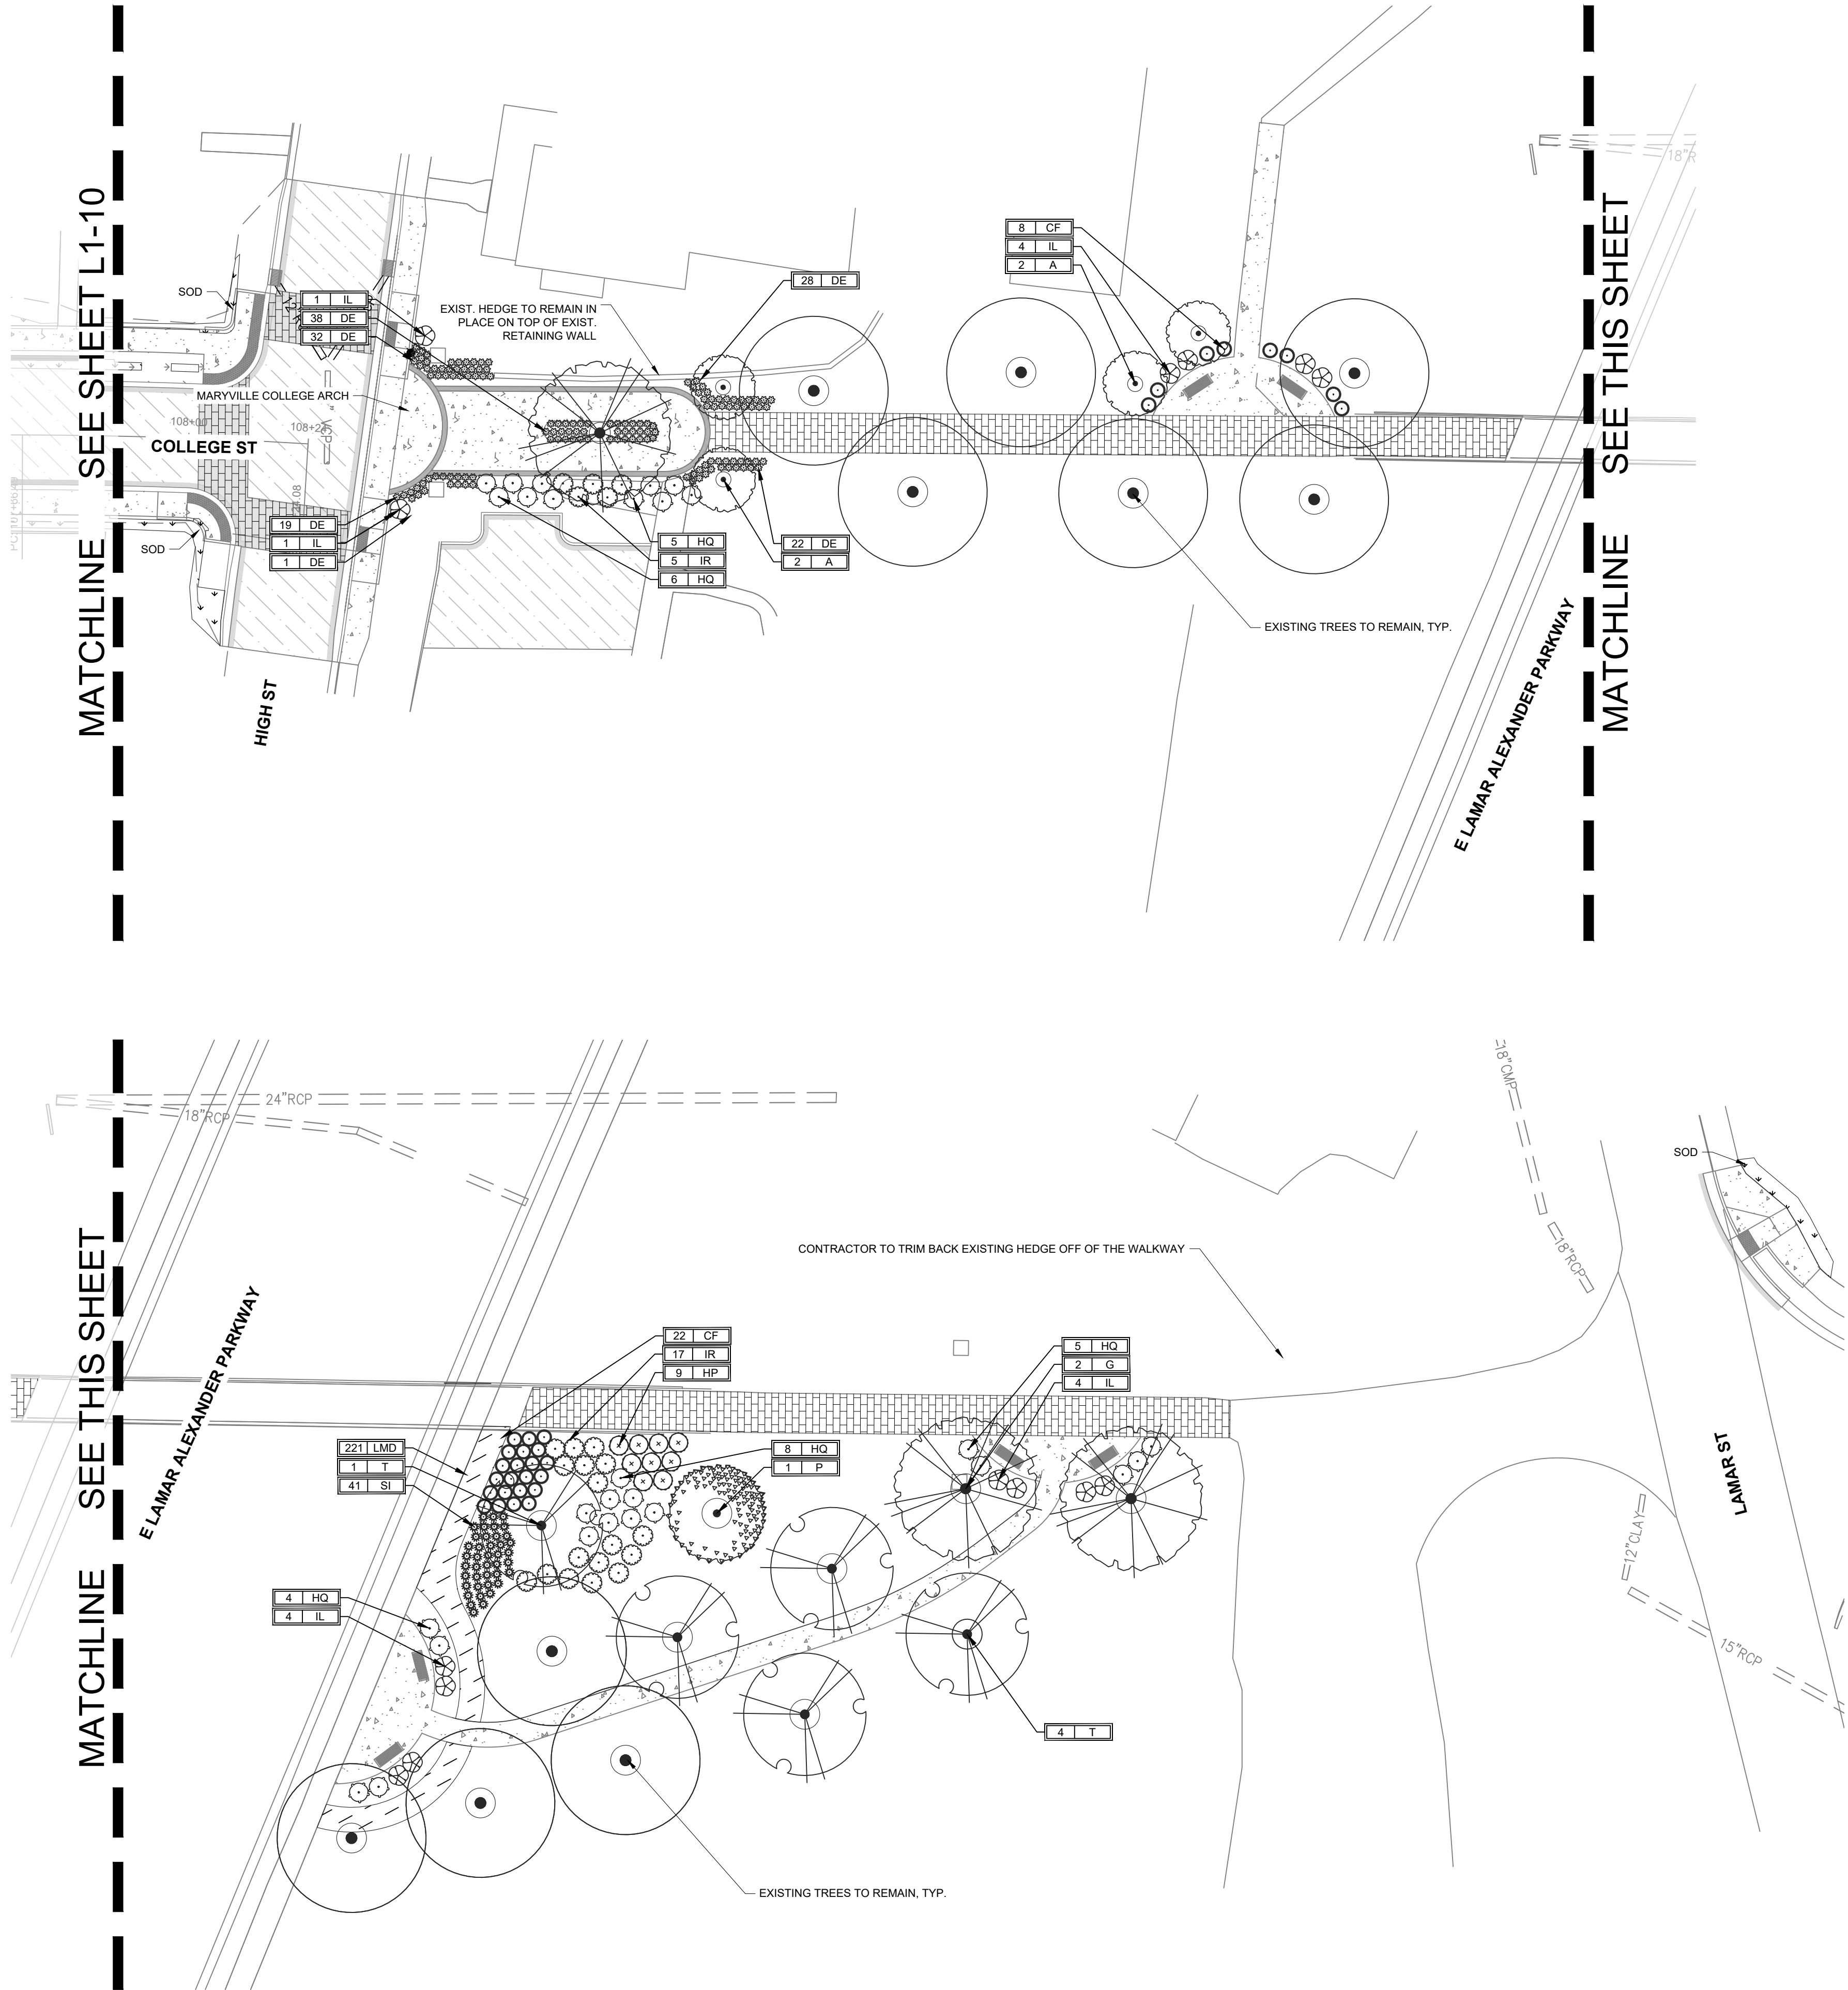 MATCHLINE SEE SHEET L1-10
MATCHLINE SEE THIS SHEET
18"R
SOD
1 IL
38 DE
32 DE
EXIST. HEDGE TO REMAIN IN
PLACE ON TOP OF EXIST.
RETAINING WALL
28 DE
8 CF
4 IL
2 A
MARYVILLE COLLEGE ARCH
COLLEGE ST
19 DE
1 IL
1 DE
SOD
5 HQ
5 IR
6 HQ
22 DE
2 A
EXISTING TREES TO REMAIN, TYP.
HIGH ST
E LAMAR ALEXANDER PARKWAY
MATCHLINE SEE THIS SHEET
24"RCP
18"RCP
18"CMP
18"RCP
SOD
CONTRACTOR TO TRIM BACK EXISTING HEDGE OFF OF THE WALKWAY
E LAMAR ALEXANDER PARKWAY
22 CF
17 IR
9 HP
5 HQ
2 G
4 IL
221 LMD
1 T
41 SI
8 HQ
1 P
4 HQ
4 IL
4 T
LAMAR ST
12"CLAY
15"RCP
EXISTING TREES TO REMAIN, TYP.